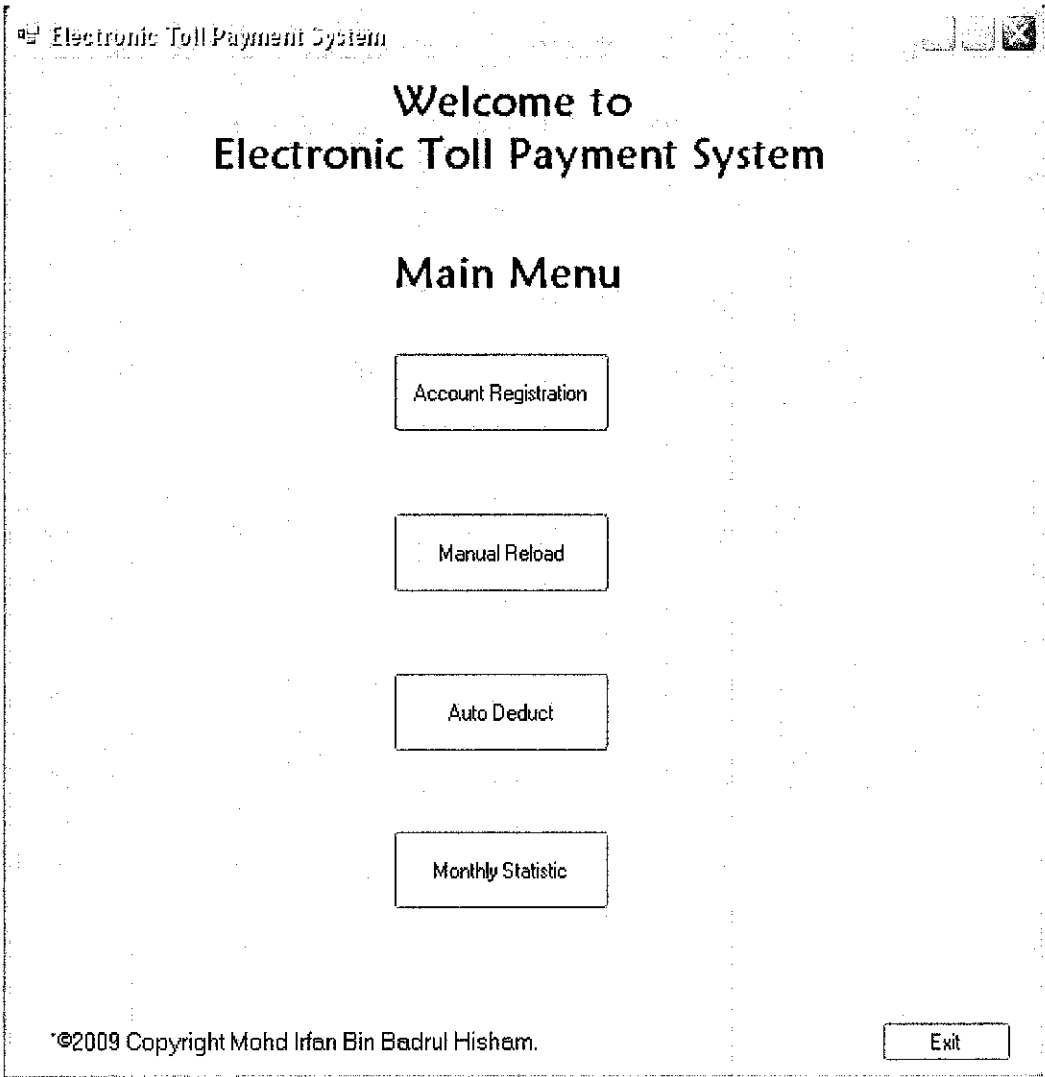 Electronic Toll Payment System
Welcome to
Electronic Toll Payment System
Main Menu
Account Registration
Manual Reload
Auto Deduct
Monthly Statistic
©2009 Copyright Mohd Irfan Bin Badrul Hisham.
Exit